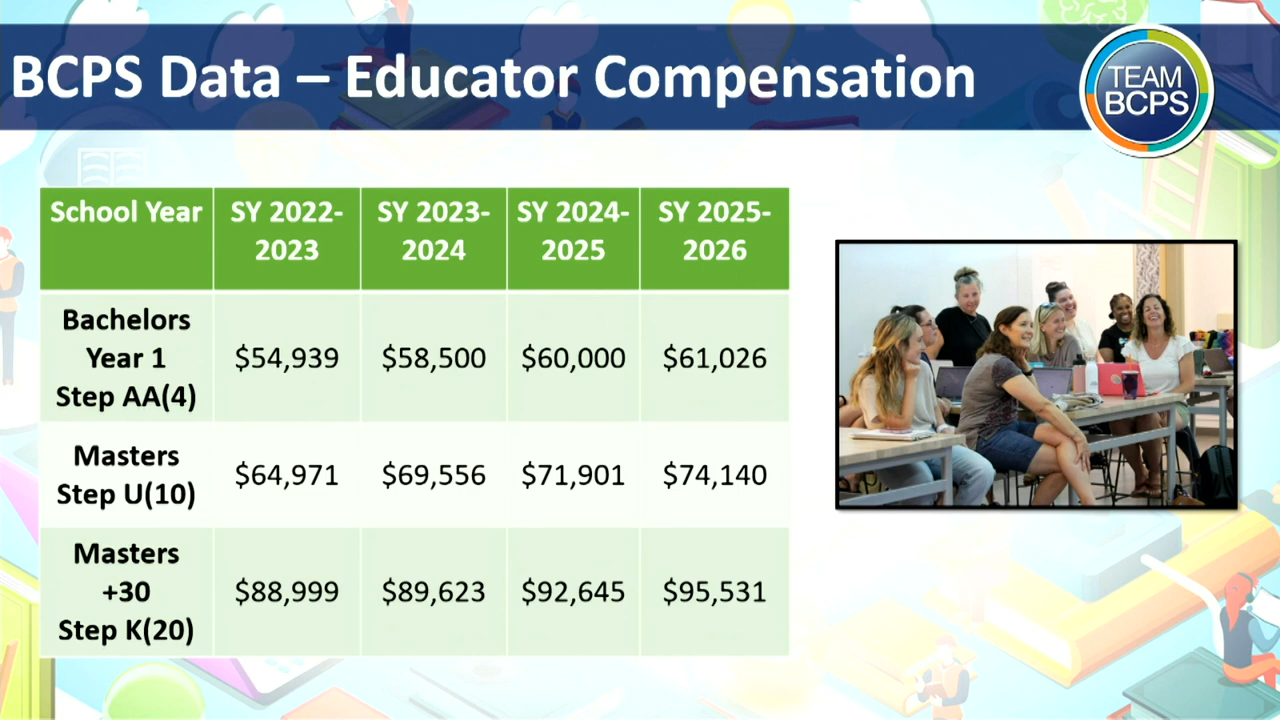 BCPS Data – Educator Compensation
TEAM
BCPS
School Year
SY 2022-
2023
SY 2023-
2024
SY 2024-
2025
SY 2025-
2026
Bachelors
Year 1
Step AA(4)
$54,939
$58,500
$60,000
$61,026
Masters
Step U(10)
$64,971
$69,556
$71,901
$74,140
Masters
+30
Step K(20)
$88,999
$89,623
$92,645
$95,531